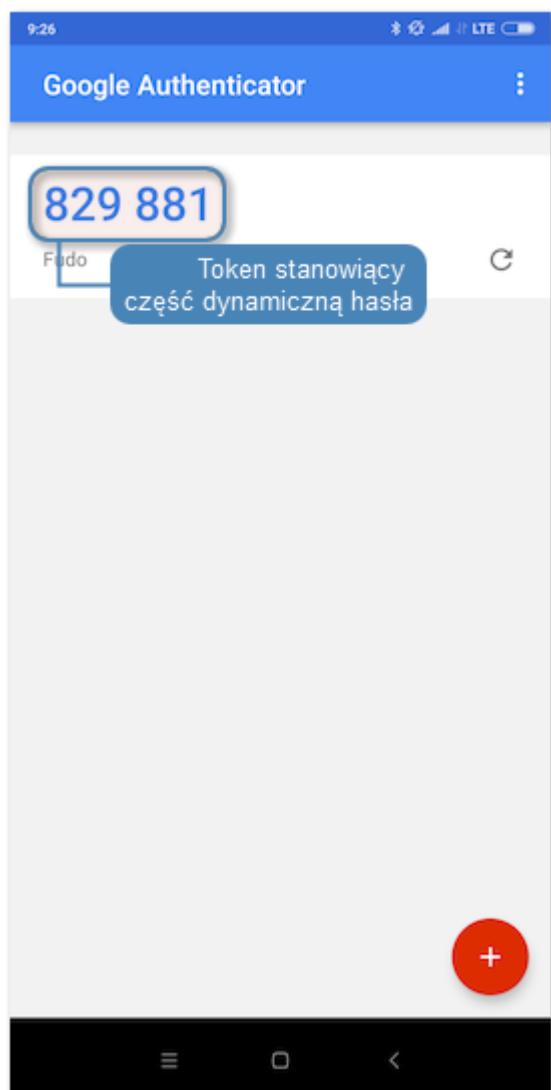 9:26 LTE
Google Authenticator
829 881
Fudo
Token stanowiący
część dynamiczną hasła
+